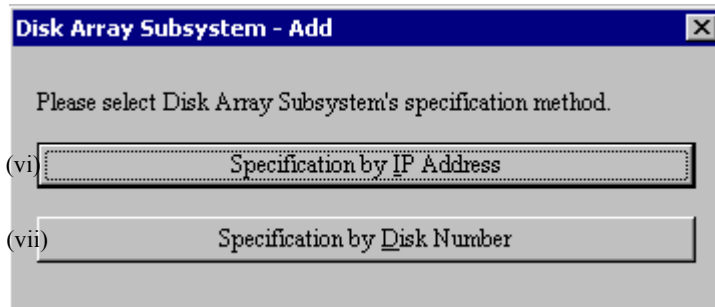 Disk Array Subsystem - Add
Please select Disk Array Subsystem's specification method.
(vi) Specification by IP Address
(vii) Specification by Disk Number